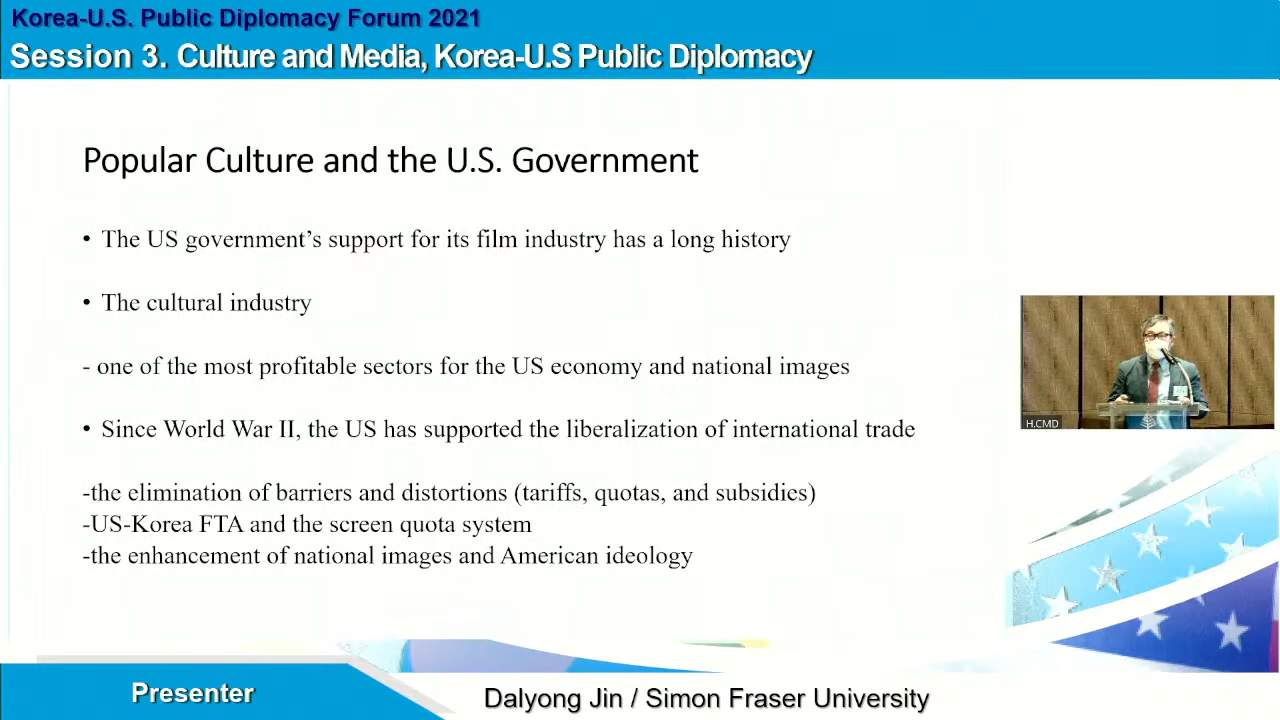 Korea-U.S. Public Diplomacy Forum 2021
Session 3. Culture and Media, Korea-U.S Public Diplomacy
Popular Culture and the U.S. Government
• The US government’s support for its film industry has a long history
• The cultural industry
- one of the most profitable sectors for the US economy and national images
• Since World War II, the US has supported the liberalization of international trade
-the elimination of barriers and distortions (tariffs, quotas, and subsidies)
-US-Korea FTA and the screen quota system
-the enhancement of national images and American ideology
H.CMD
Presenter
Dalyong Jin / Simon Fraser University